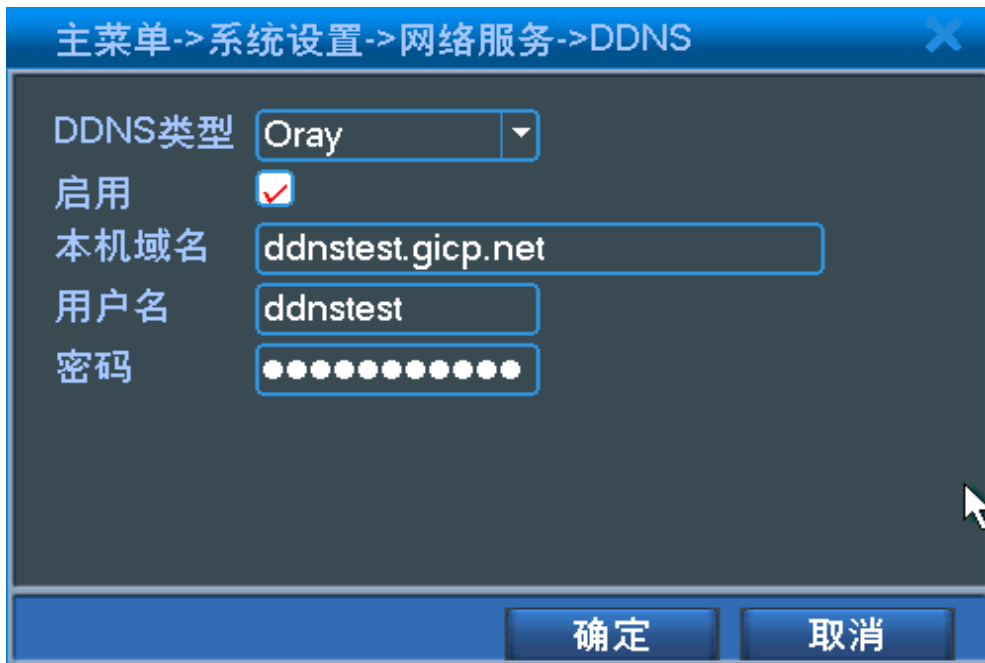 主菜单->系统设置->网络服务->DDNS
DDNS类型 Oray
启用
本机域名 ddnstest.gicp.net
用户名 ddnstest
密码 ●●●●●●●●●●●
确定 取消